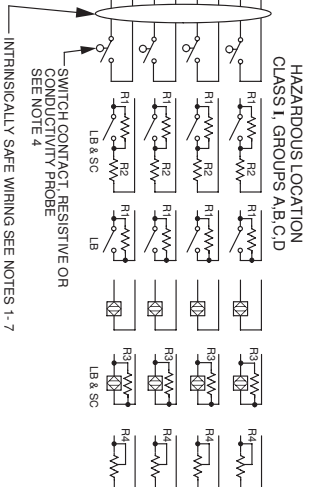 HAZARDOUS LOCATION
CLASS I, GROUPS A,B,C,D
R1
R2
R1
R3
R4
R1
R2
R1
R3
R4
R1
R2
R1
R3
R4
R1
R2
R1
R3
R4
LB & SC
LB
LB & SC
SWITCH CONTACT, RESISTIVE OR
CONDUCTIVITY PROBE
SEE NOTE 4
INTRINSICALLY SAFE WIRING SEE NOTES 1- 7